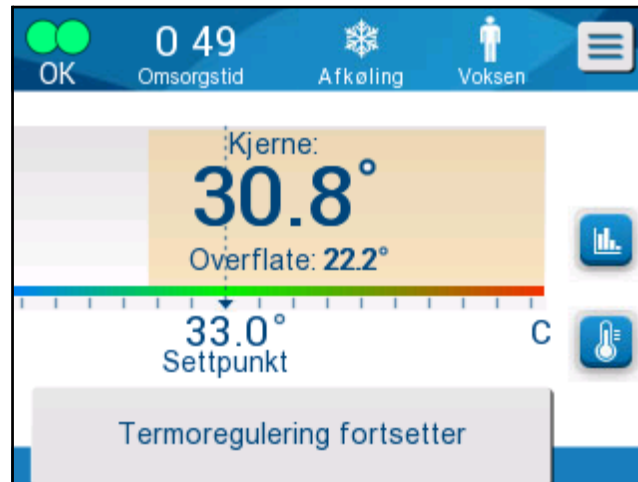 OK
0 49
Omsorgstid
Afkøling
Voksen
Kjerne:
30.8°
Overflate: 22.2°
33.0°
C
Settpunkt
Termoregulering fortsetter